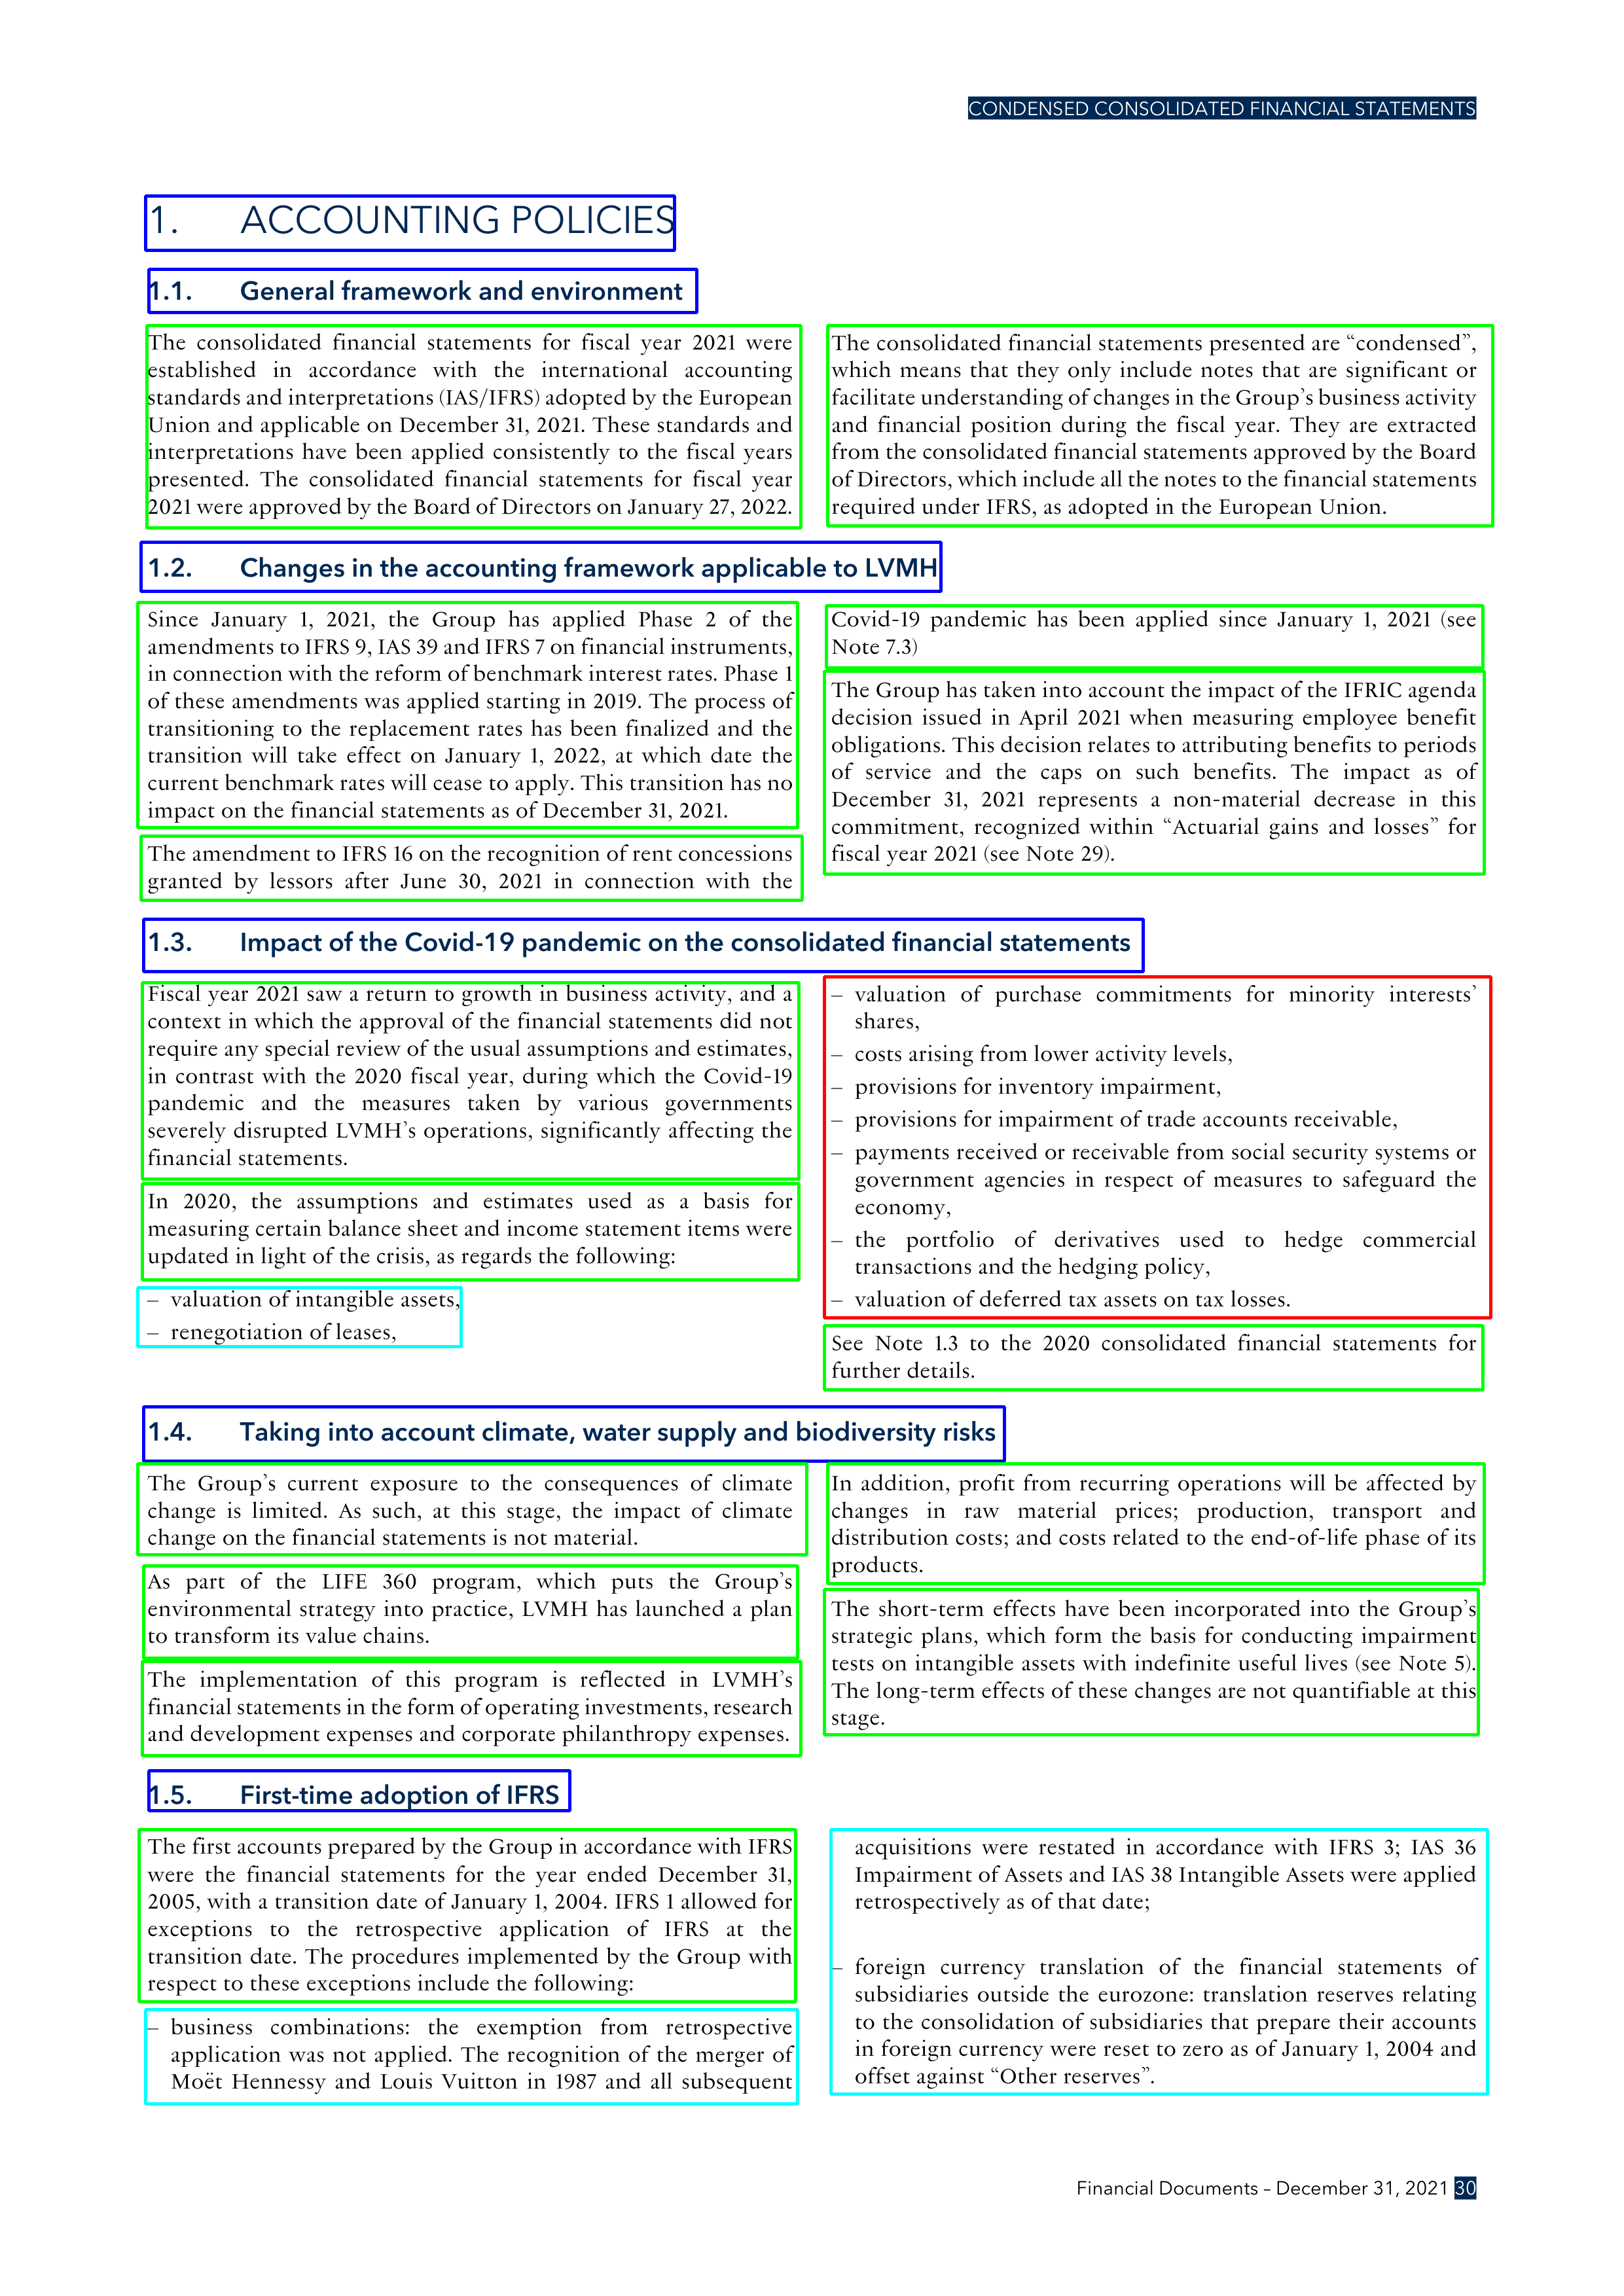 CONDENSED CONSOLIDATED FINANCIAL STATEMENTS
1. ACCOUNTING POLICIES
1.1. General framework and environment
The consolidated financial statements for fiscal year 2021 were
established in accordance with the international accounting
standards and interpretations (IAS/IFRS) adopted by the European
Union and applicable on December 31, 2021. These standards and
interpretations have been applied consistently to the fiscal years
presented. The consolidated financial statements for fiscal year
2021 were approved by the Board of Directors on January 27, 2022.
The consolidated financial statements presented are “condensed”,
which means that they only include notes that are significant or
facilitate understanding of changes in the Group’s business activity
and financial position during the fiscal year. They are extracted
from the consolidated financial statements approved by the Board
of Directors, which include all the notes to the financial statements
required under IFRS, as adopted in the European Union.
1.2. Changes in the accounting framework applicable to LVMH
Since January 1, 2021, the Group has applied Phase 2 of the
amendments to IFRS 9, IAS 39 and IFRS 7 on financial instruments,
in connection with the reform of benchmark interest rates. Phase 1
of these amendments was applied starting in 2019. The process of
transitioning to the replacement rates has been finalized and the
transition will take effect on January 1, 2022, at which date the
current benchmark rates will cease to apply. This transition has no
impact on the financial statements as of December 31, 2021.
The amendment to IFRS 16 on the recognition of rent concessions
granted by lessors after June 30, 2021 in connection with the
Covid-19 pandemic has been applied since January 1, 2021 (see
Note 7.3)
The Group has taken into account the impact of the IFRIC agenda
decision issued in April 2021 when measuring employee benefit
obligations. This decision relates to attributing benefits to periods
of service and the caps on such benefits. The impact as of
December 31, 2021 represents a non-material decrease in this
commitment, recognized within “Actuarial gains and losses” for
fiscal year 2021 (see Note 29).
1.3. Impact of the Covid-19 pandemic on the consolidated financial statements
Fiscal year 2021 saw a return to growth in business activity, and a
context in which the approval of the financial statements did not
require any special review of the usual assumptions and estimates,
in contrast with the 2020 fiscal year, during which the Covid-19
pandemic and the measures taken by various governments
severely disrupted LVMH’s operations, significantly affecting the
financial statements.
In 2020, the assumptions and estimates used as a basis for
measuring certain balance sheet and income statement items were
updated in light of the crisis, as regards the following:
– valuation of intangible assets,
– renegotiation of leases,
– valuation of purchase commitments for minority interests’
shares,
– costs arising from lower activity levels,
– provisions for inventory impairment,
– provisions for impairment of trade accounts receivable,
– payments received or receivable from social security systems or
government agencies in respect of measures to safeguard the
economy,
– the portfolio of derivatives used to hedge commercial
transactions and the hedging policy,
– valuation of deferred tax assets on tax losses.
See Note 1.3 to the 2020 consolidated financial statements for
further details.
1.4. Taking into account climate, water supply and biodiversity risks
The Group’s current exposure to the consequences of climate
change is limited. As such, at this stage, the impact of climate
change on the financial statements is not material.
As part of the LIFE 360 program, which puts the Group’s
environmental strategy into practice, LVMH has launched a plan
to transform its value chains.
The implementation of this program is reflected in LVMH’s
financial statements in the form of operating investments, research
and development expenses and corporate philanthropy expenses.
In addition, profit from recurring operations will be affected by
changes in raw material prices; production, transport and
distribution costs; and costs related to the end-of-life phase of its
products.
The short-term effects have been incorporated into the Group’s
strategic plans, which form the basis for conducting impairment
tests on intangible assets with indefinite useful lives (see Note 5).
The long-term effects of these changes are not quantifiable at this
stage.
1.5. First-time adoption of IFRS
The first accounts prepared by the Group in accordance with IFRS
were the financial statements for the year ended December 31,
2005, with a transition date of January 1, 2004. IFRS 1 allowed for
exceptions to the retrospective application of IFRS at the
transition date. The procedures implemented by the Group with
respect to these exceptions include the following:
– business combinations: the exemption from retrospective
application was not applied. The recognition of the merger of
Moët Hennessy and Louis Vuitton in 1987 and all subsequent
acquisitions were restated in accordance with IFRS 3; IAS 36
Impairment of Assets and IAS 38 Intangible Assets were applied
retrospectively as of that date;
– foreign currency translation of the financial statements of
subsidiaries outside the eurozone: translation reserves relating
to the consolidation of subsidiaries that prepare their accounts
in foreign currency were reset to zero as of January 1, 2004 and
offset against “Other reserves”.
Financial Documents – December 31, 2021 30